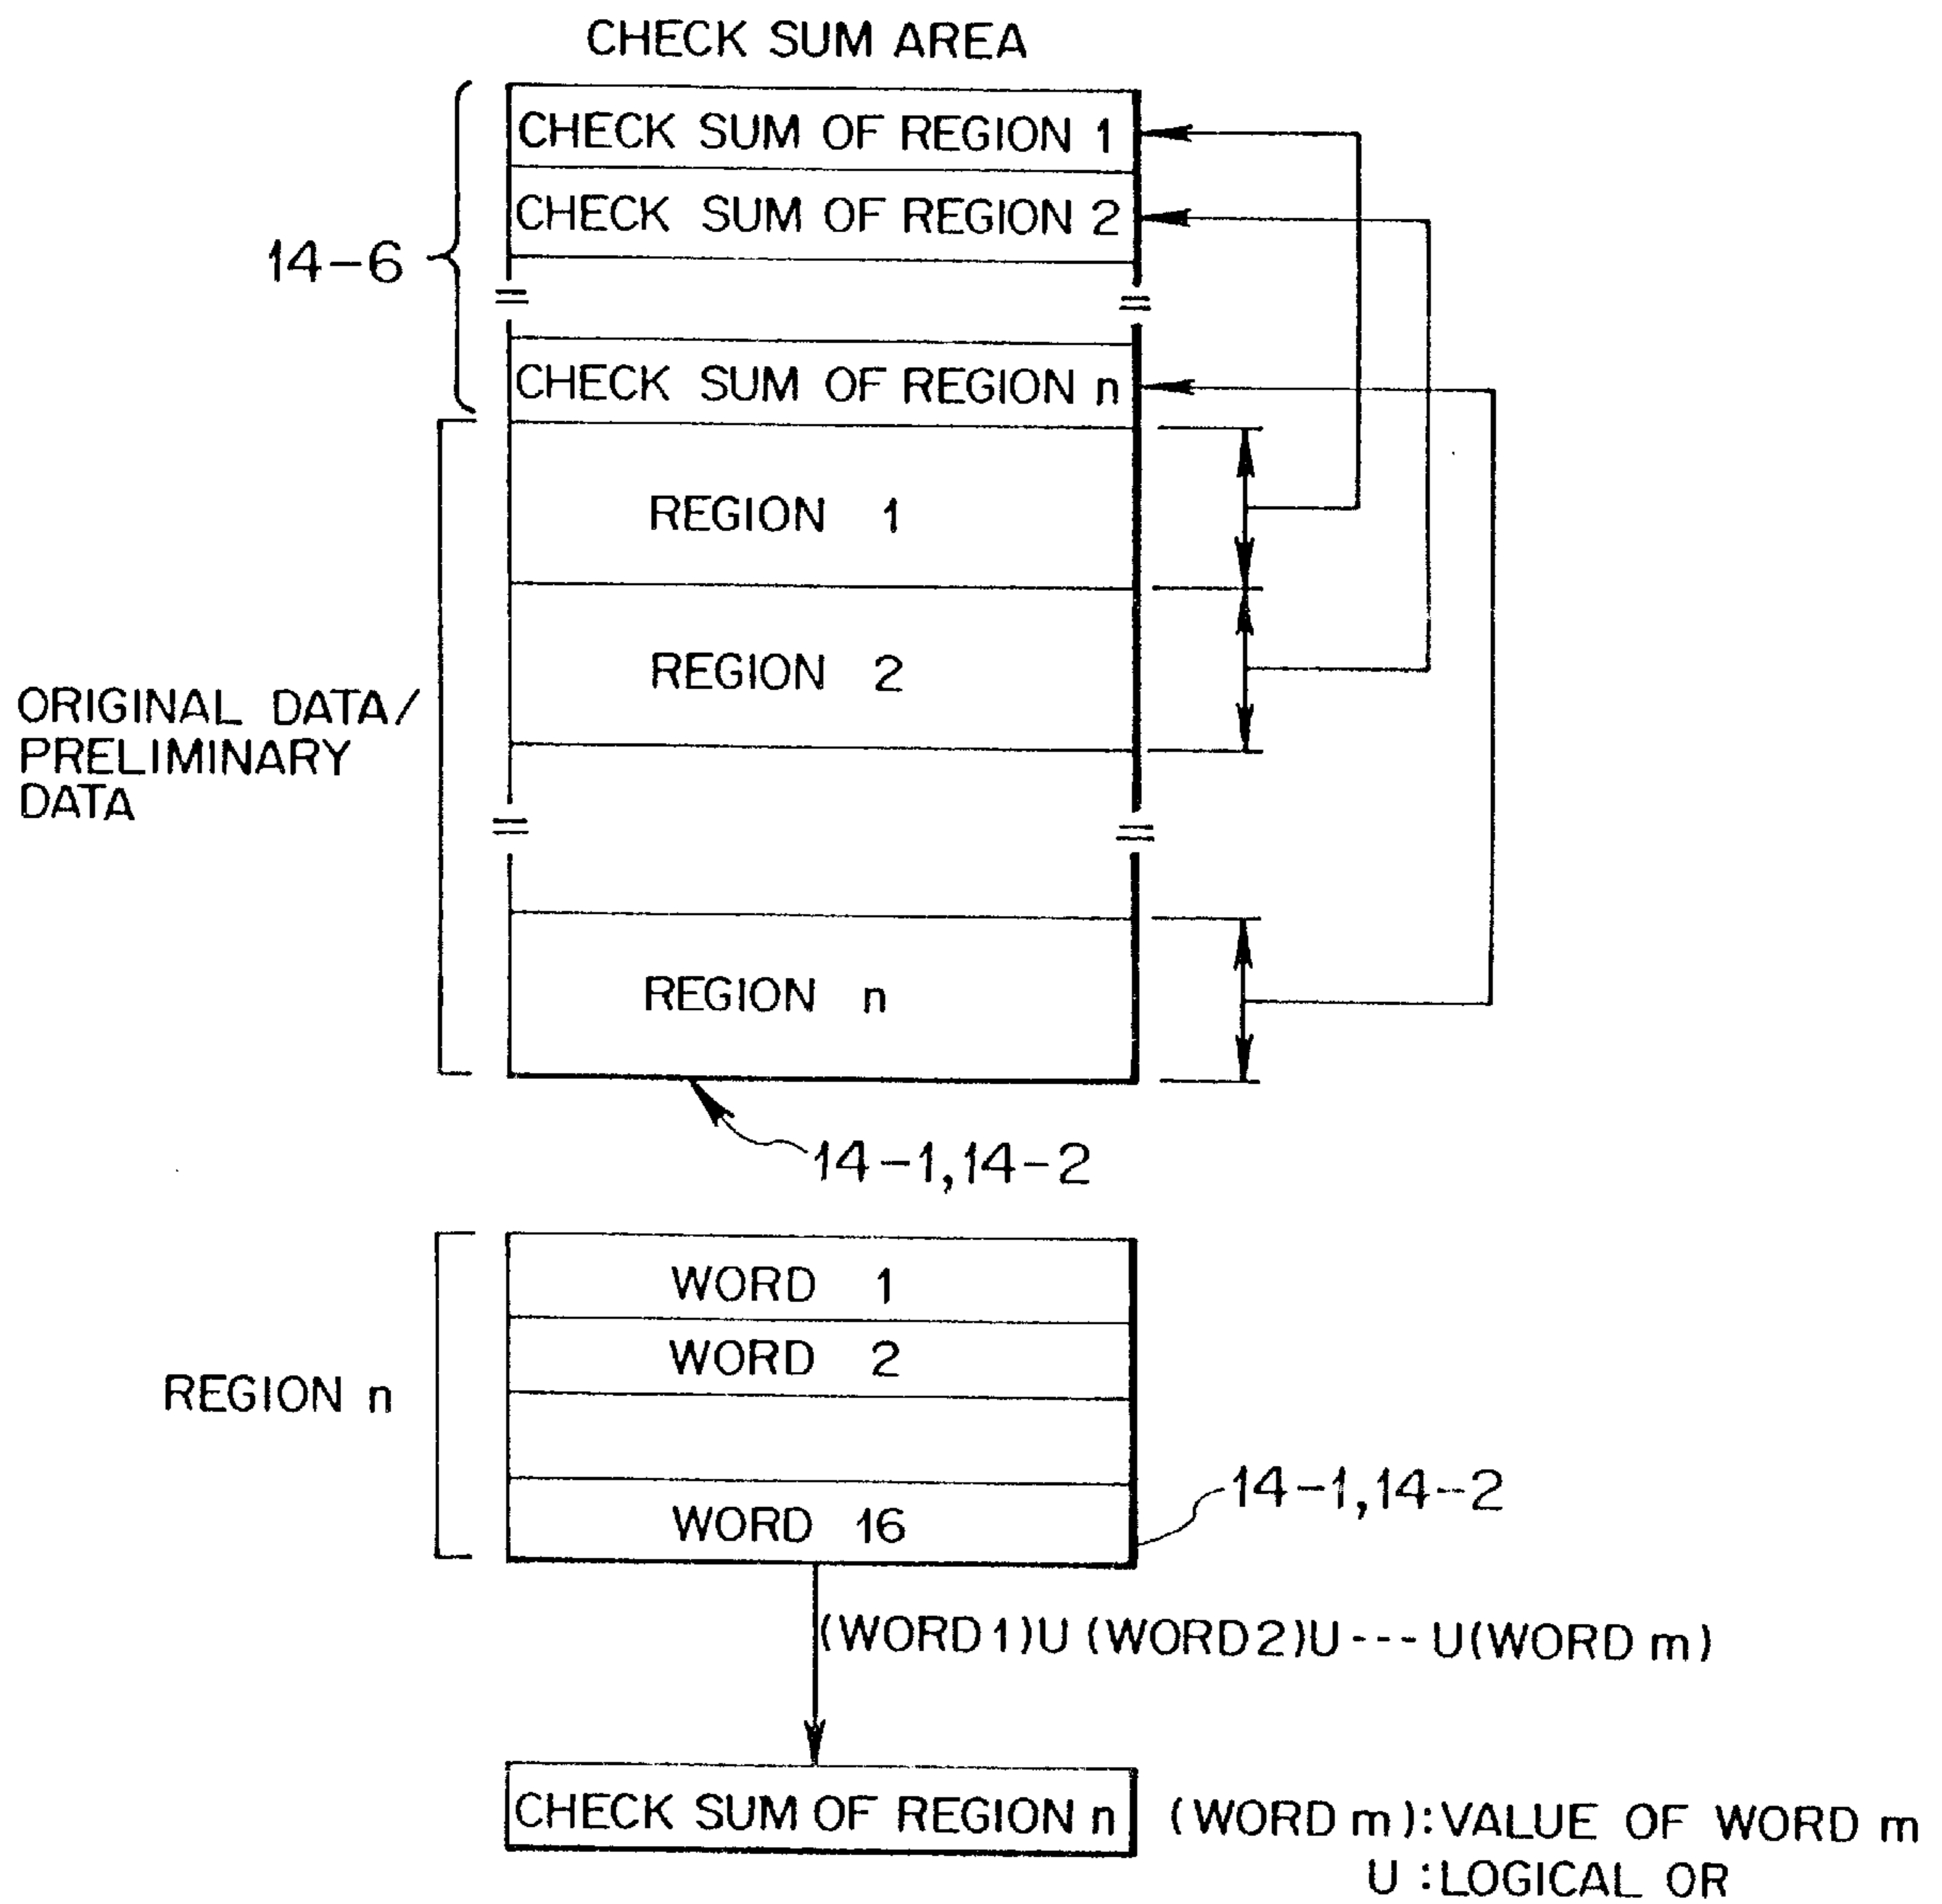 CHECK SUM AREA
CHECK SUM OF REGION 1
CHECK SUM OF REGION 2
14-6
CHECK SUM OF REGION n
REGION 1
REGION 2
ORIGINAL DATA/
PRELIMINARY
DATA
REGION n
14-1,14-2
WORD 1
WORD 2
REGION n
14-1,14-2
WORD 16
(WORD 1)U (WORD 2)U --- U(WORD m)
CHECK SUM OF REGION n
(WORD m):VALUE OF WORD m
U :LOGICAL OR